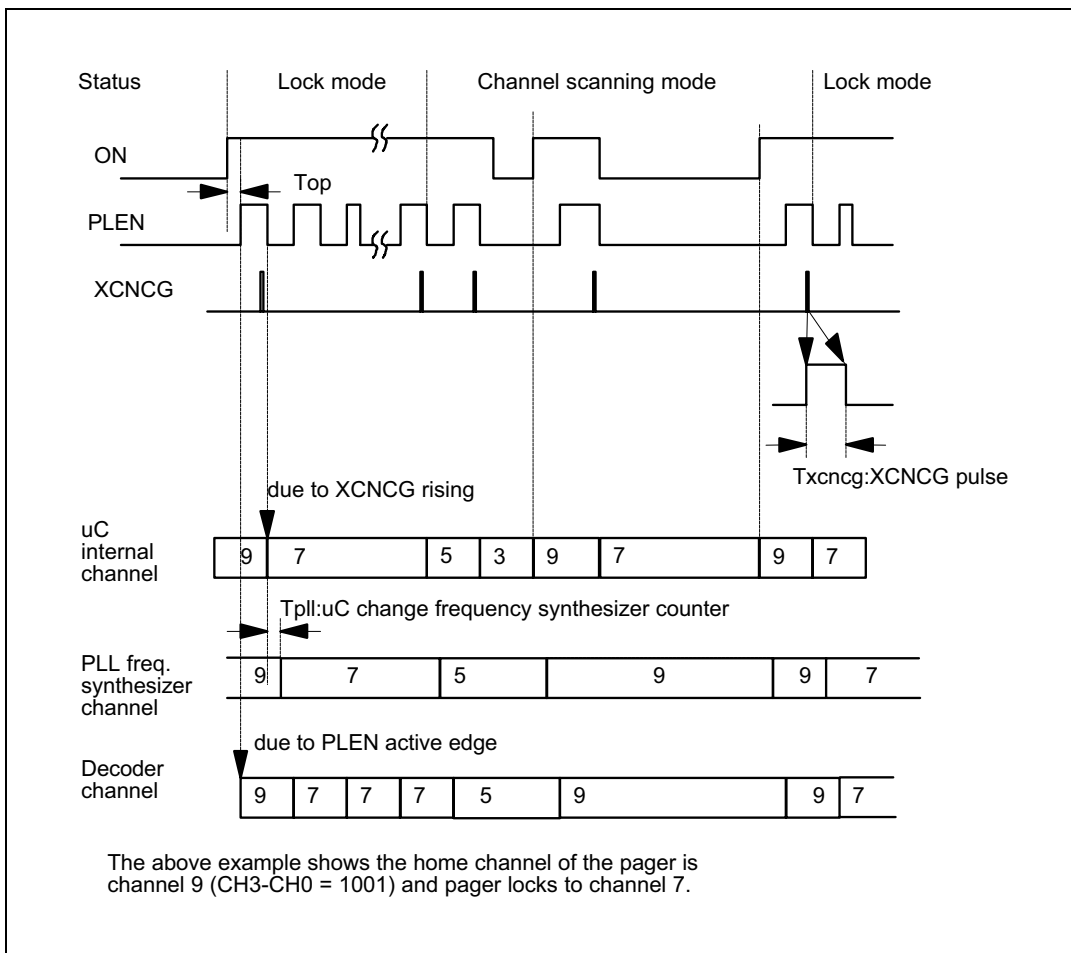 Status Lock mode Channel scanning mode Lock mode
ON
Top
PLEN
XCNCG
Txcncg:XCNCG pulse
due to XCNCG rising
uC
internal
channel
9 7 5 3 9 7 9 7
Tpll:uC change frequency synthesizer counter
PLL freq.
synthesizer
channel
9 7 5 9 9 7
due to PLEN active edge
Decoder
channel
9 7 7 7 5 9 9 7
The above example shows the home channel of the pager is
channel 9 (CH3-CH0 = 1001) and pager locks to channel 7.